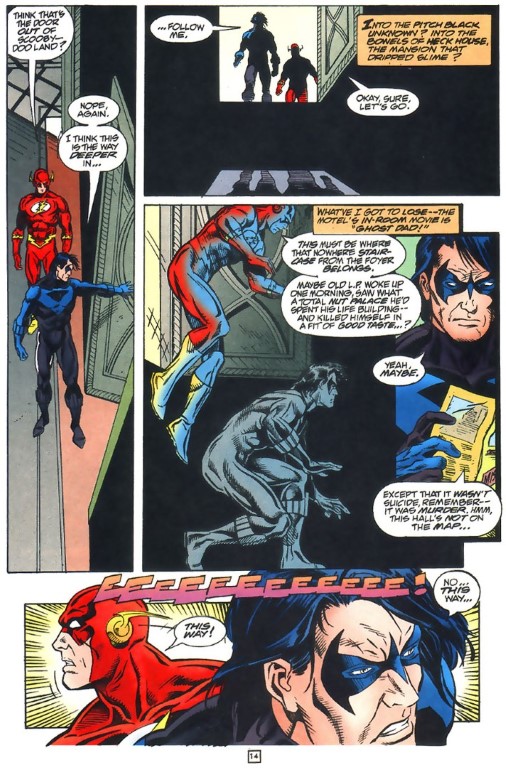 THINK THAT'S
THE DOOR
OUT OF
SCOOBY-
DOO LAND?
NOPE,
AGAIN.
I THINK THIS
IS THE WAY
DEEPER
IN...
...FOLLOW
ME.
INTO THE PITCH BLACK
UNKNOWN? INTO THE
BOWELS OF HECK HOUSE,
THE MANSION THAT
DRIPPED SLIME?
OKAY, SURE,
LET'S GO.
WHAT'VE I GOT TO LOSE--THE
MOTEL'S IN-ROOM MOVIE IS
"GHOST DAD!"
THIS MUST BE WHERE
THAT NOWHERE STAIR-
CASE FROM THE FOYER
BELONGS.
MAYBE OLD L.P. WOKE UP
ONE MORNING, SAW WHAT
A TOTAL NUT PALACE HE'D
SPENT HIS LIFE BUILDING--
AND KILLED HIMSELF IN
A FIT OF GOOD TASTE...?
YEAH,
MAYBE.
EXCEPT THAT IT WASN'T
SUICIDE, REMEMBER--
IT WAS MURDER. HMM,
THIS HALL'S NOT ON
THE MAP...
EEEEEEEEEEEEE!
THIS
WAY!
NO...
THIS
WAY...
14